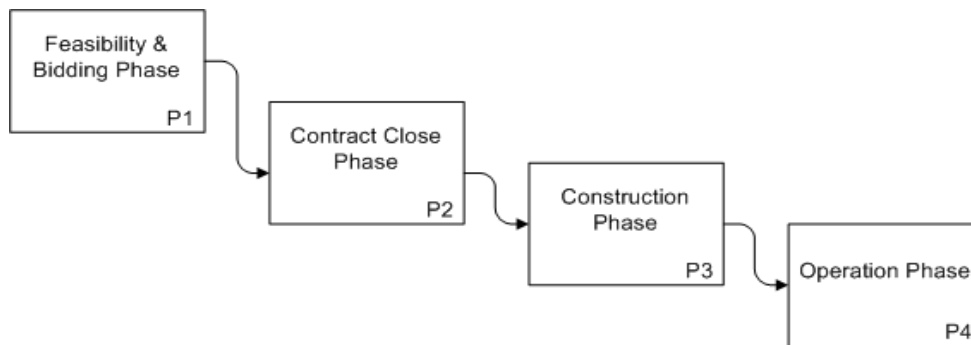 Feasibility &
Bidding Phase
P1
Contract Close
Phase
P2
Construction
Phase
P3
Operation Phase
P4